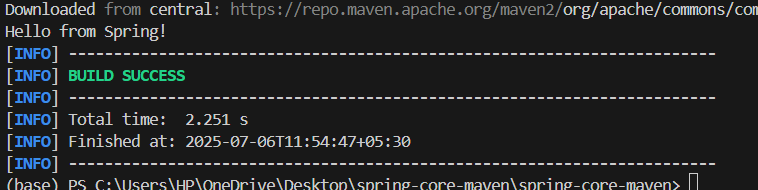 Downloaded from central: https://repo.maven.apache.org/maven2/org/apache/commons/com
Hello from Spring!
[INFO] ------------------------------------------------------------------------
[INFO] BUILD SUCCESS
[INFO] ------------------------------------------------------------------------
[INFO] Total time:  2.251 s
[INFO] Finished at: 2025-07-06T11:54:47+05:30
[INFO] ------------------------------------------------------------------------
(base) PS C:\Users\HP\OneDrive\Desktop\spring-core-maven\spring-core-maven>